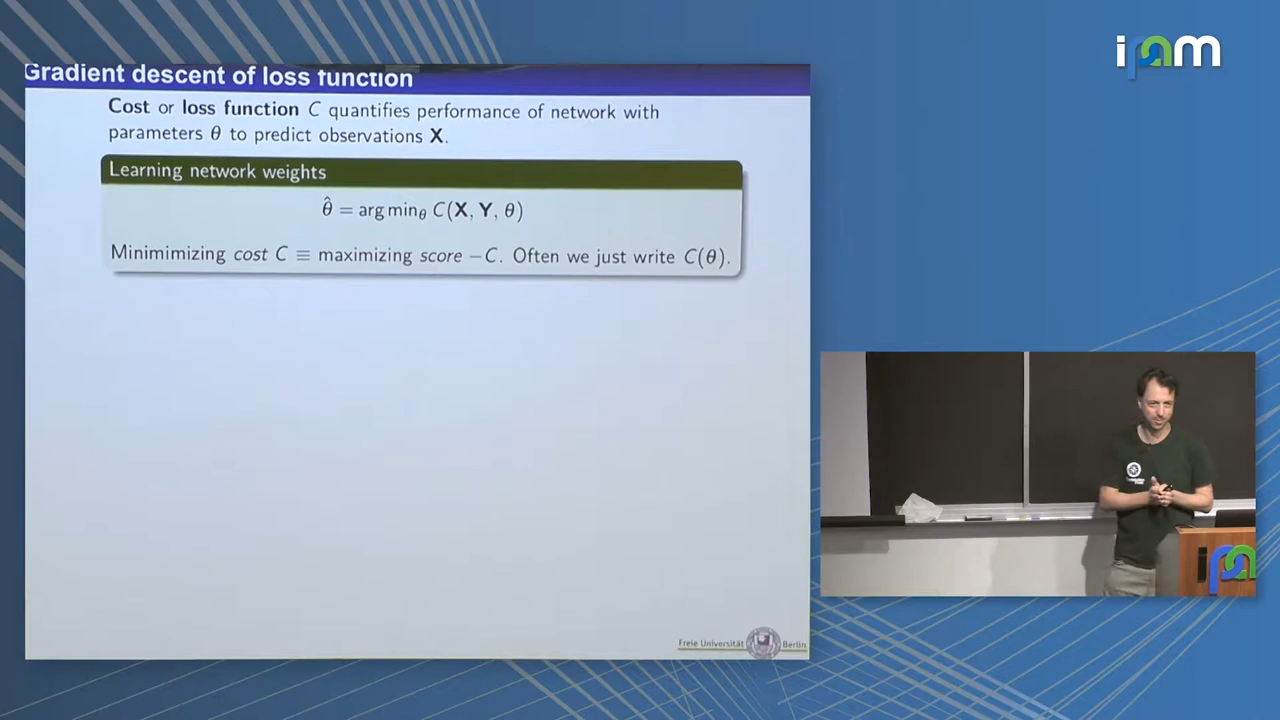 ipam
Gradient descent of loss function
Cost or loss function C quantifies performance of network with
parameters θ to predict observations X.
Learning network weights
θ̂ = arg minθ C(X, Y, θ)
Minimimizing cost C ≡ maximizing score −C. Often we just write C(θ).
Freie Universität Berlin